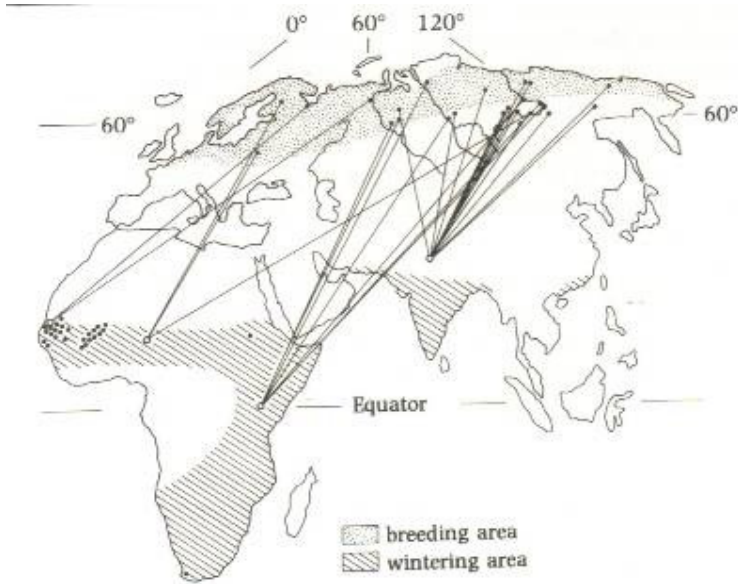 0° 60° 120°
60° 60°
Equator
breeding area
wintering area